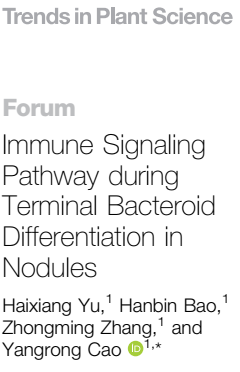 Trends in Plant Science
Forum
Immune Signaling
Pathway during
Terminal Bacteroid
Differentiation in
Nodules
Haixiang Yu,1 Hanbin Bao,1
Zhongming Zhang,1 and
Yangrong Cao iD 1,*